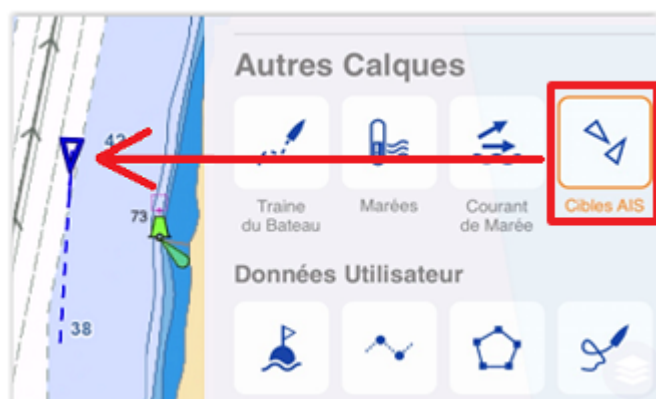 Autres Calques
42
73
38
Traine
du Bateau
Marées
Courant
de Marée
Cibles AIS
Données Utilisateur